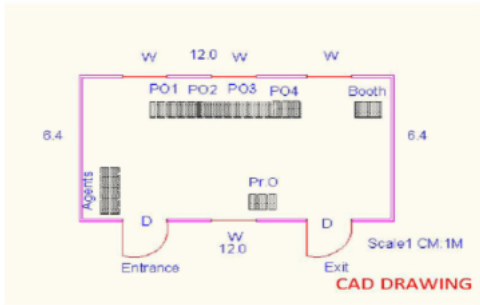 W 12.0 W W
PO1 PO2 PO3 PO4 Booth
6.4 6.4
Agents
Pr.O
D D
W
12.0
Scale1 CM:1M
Entrance Exit
CAD DRAWING